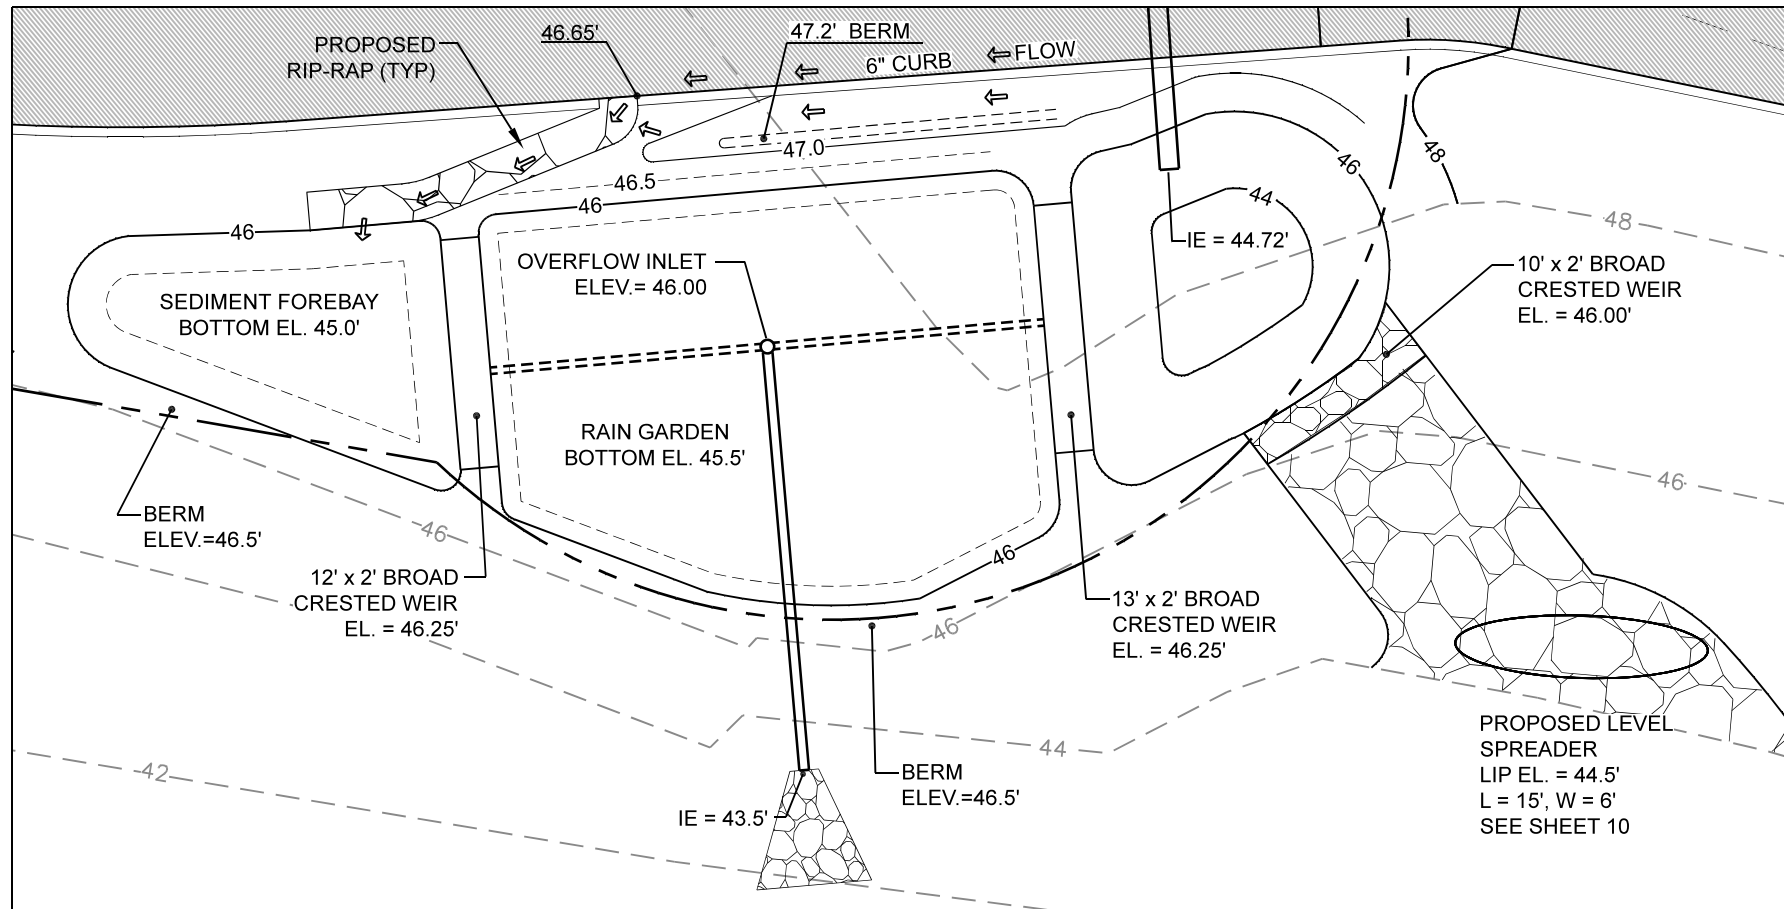 PROPOSED
RIP-RAP (TYP)
46.65'
47.2' BERM
6" CURB
FLOW
47.0
46.5
46
46
46
44
48
48
IE = 44.72'
10' x 2' BROAD
CRESTED WEIR
EL. = 46.00'
OVERFLOW INLET
ELEV.= 46.00
SEDIMENT FOREBAY
BOTTOM EL. 45.0'
RAIN GARDEN
BOTTOM EL. 45.5'
46
BERM
ELEV.=46.5'
46
46
12' x 2' BROAD
CRESTED WEIR
EL. = 46.25'
46
13' x 2' BROAD
CRESTED WEIR
EL. = 46.25'
44
42
BERM
ELEV.=46.5'
IE = 43.5'
PROPOSED LEVEL
SPREADER
LIP EL. = 44.5'
L = 15', W = 6'
SEE SHEET 10